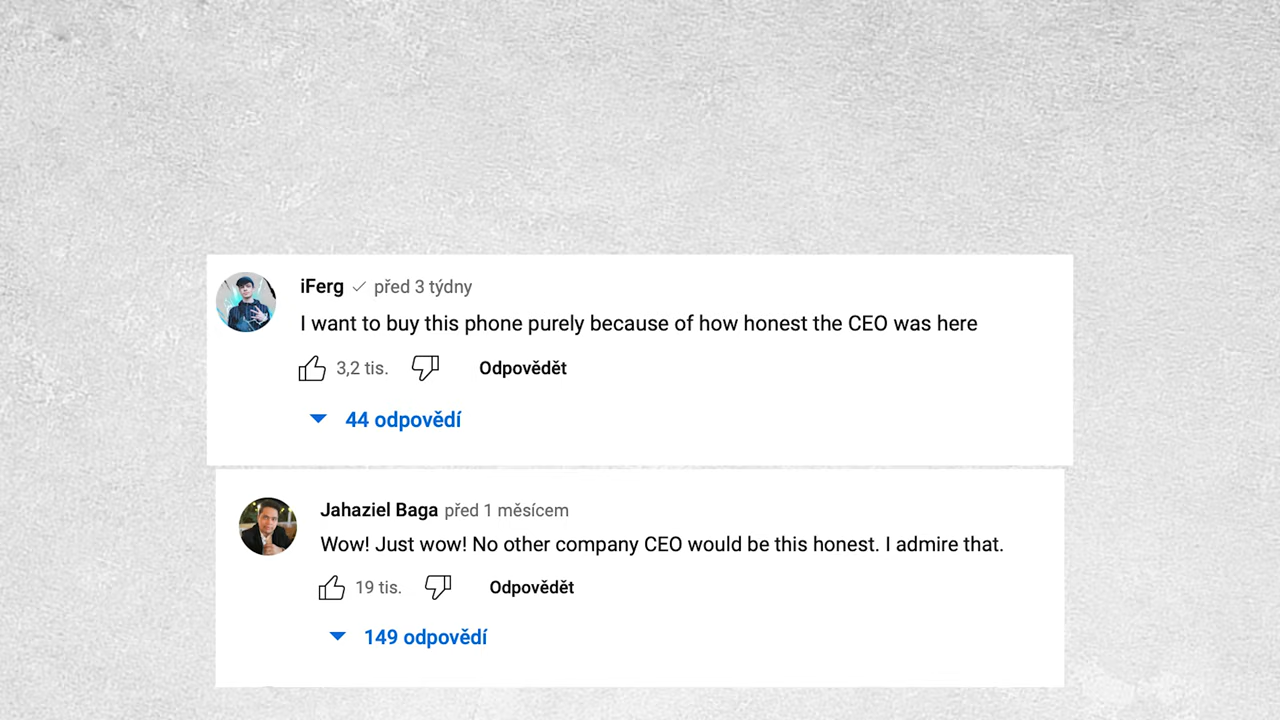 iFerg před 3 týdny
I want to buy this phone purely because of how honest the CEO was here
3,2 tis. Odpovědět
44 odpovědí
Jahaziel Baga před 1 měsícem
Wow! Just wow! No other company CEO would be this honest. I admire that.
19 tis. Odpovědět
149 odpovědí